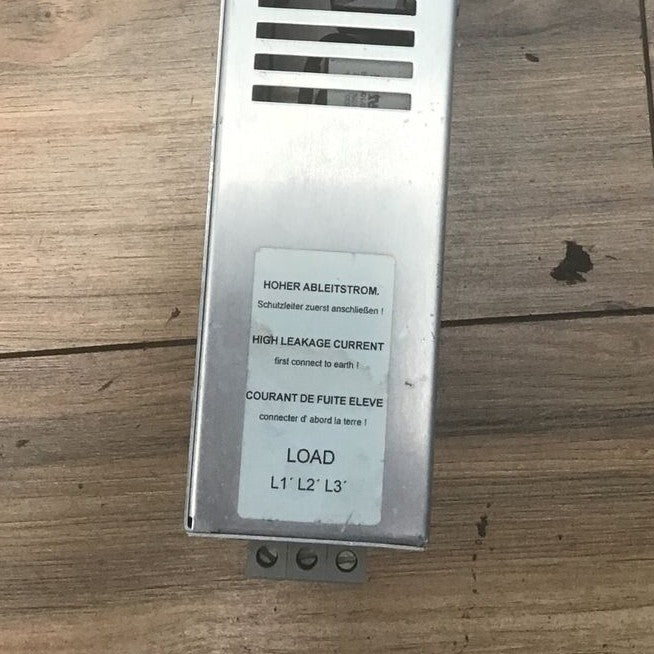 HOHER ABLEITSTROM.
Schutzleiter zuerst anschließen !
HIGH LEAKAGE CURRENT
first connect to earth !
COURANT DE FUITE ELEVE
connecter d' abord la terre !
LOAD
L1´ L2´ L3´